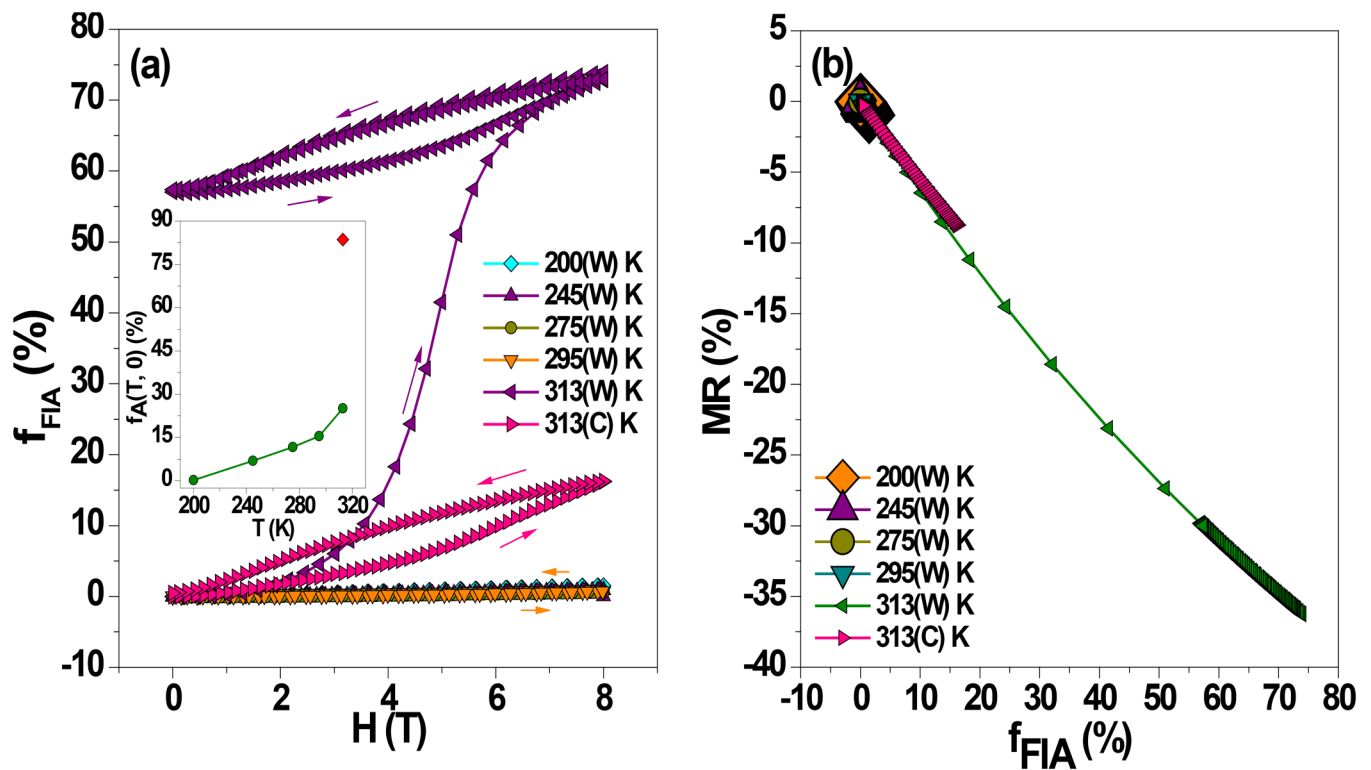 (a)
80
70
60
50
40
30
20
10
0
-10
f_FIA (%)
0 2 4 6 8
H (T)
200(W) K
245(W) K
275(W) K
295(W) K
313(W) K
313(C) K
90
75
60
45
30
15
0
f_A(T, 0) (%)
200 240 280 320
T (K)
(b)
5
0
-5
-10
-15
-20
-25
-30
-35
-40
MR (%)
200(W) K
245(W) K
275(W) K
295(W) K
313(W) K
313(C) K
-10 0 10 20 30 40 50 60 70 80
f_FIA (%)